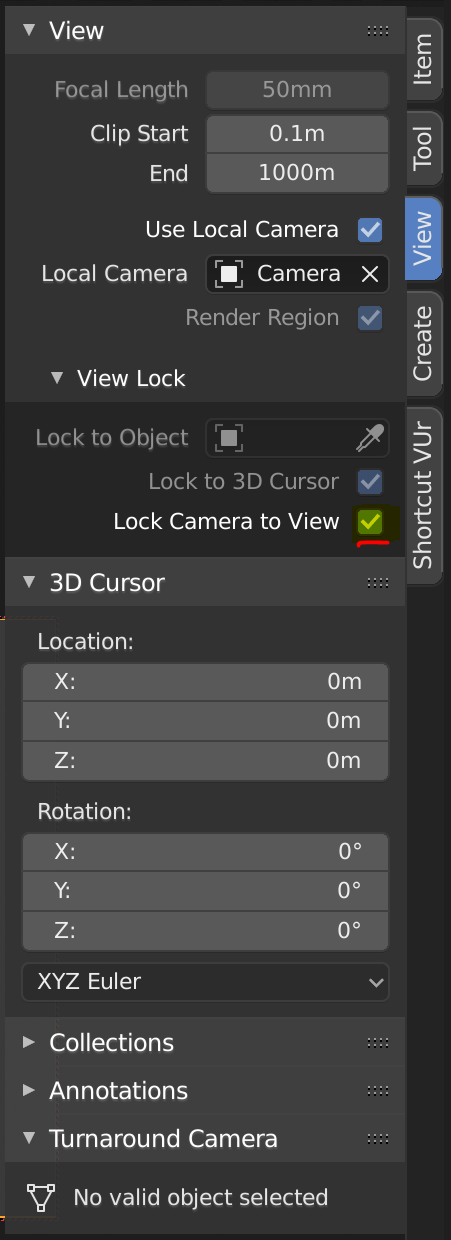 View
Focal Length 50mm
Clip Start 0.1m
End 1000m
Use Local Camera
Local Camera Camera
Render Region
View Lock
Lock to Object
Lock to 3D Cursor
Lock Camera to View
3D Cursor
Location:
X: 0m
Y: 0m
Z: 0m
Rotation:
X: 0°
Y: 0°
Z: 0°
XYZ Euler
Collections
Annotations
Turnaround Camera
No valid object selected
Item
Tool
View
Create
Shortcut VUr